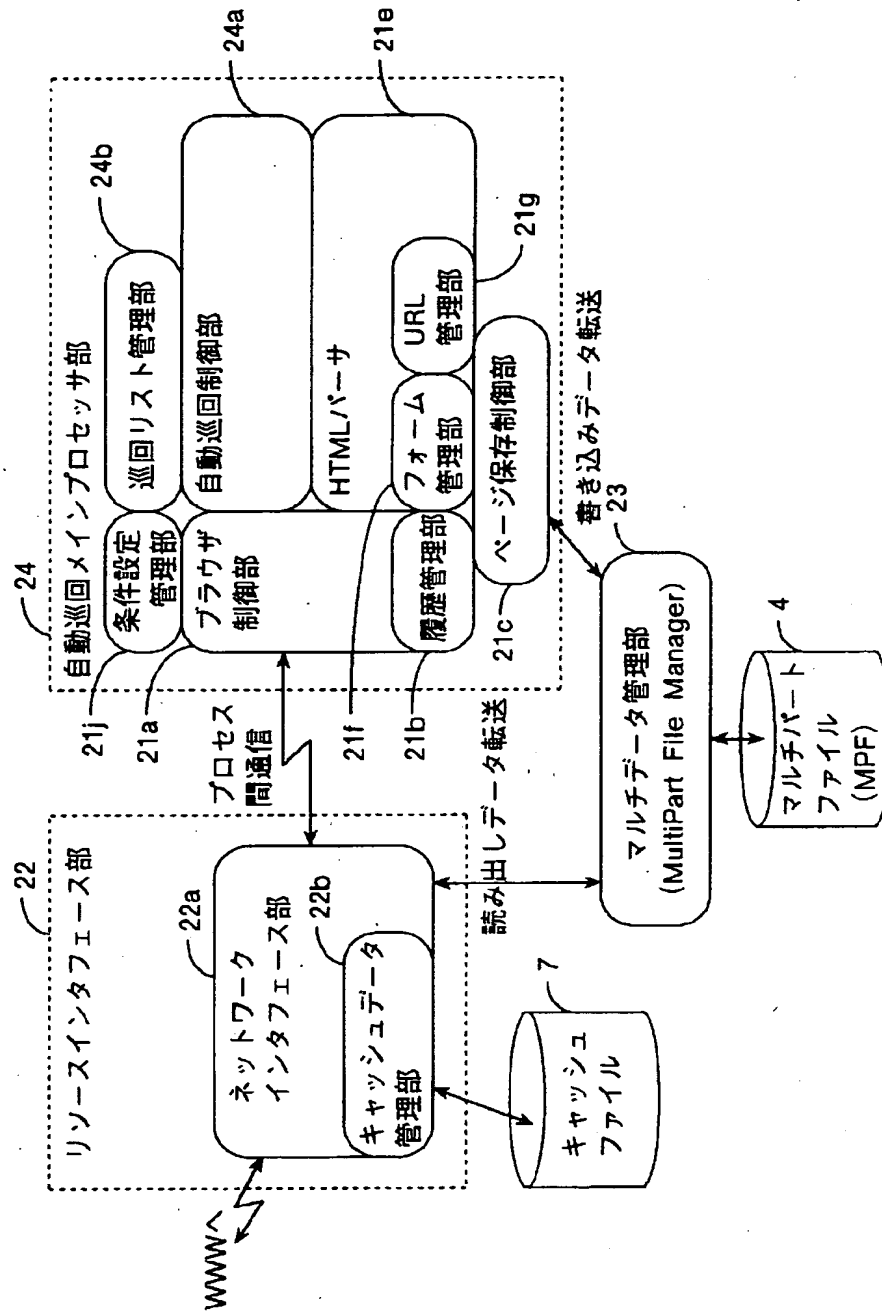 24
自動巡回メインプロセッサ部
21j
条件設定
管理部
巡回リスト管理部
24b
21a
ブラウザ
制御部
自動巡回制御部
24a
HTMLパーサ
21e
21b
履歴管理部
21f
フォーム
管理部
URL
管理部
21g
21c
ページ保存制御部
プロセス
間通信
22
リソースインタフェース部
22a
ネットワーク
インタフェース部
22b
キャッシュデータ
管理部
WWWへ
読み出しデータ転送
書き込みデータ転送
23
マルチデータ管理部
(MultiPart File Manager)
7
キャッシュ
ファイル
4
マルチパート
ファイル
(MPF)